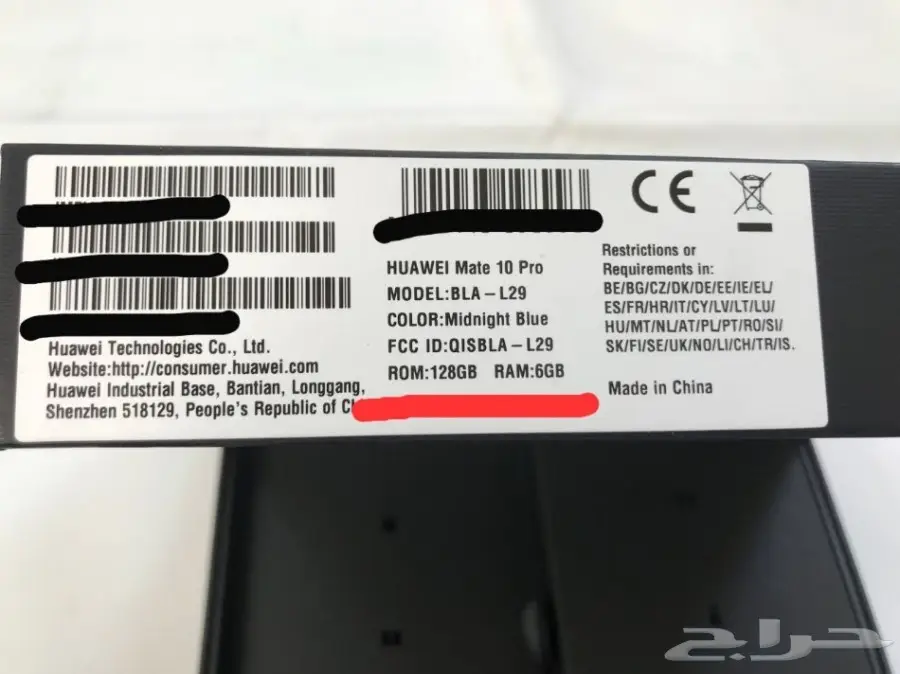 Huawei Technologies Co., Ltd.
Website:http://consumer.huawei.com
Huawei Industrial Base, Bantian, Longgang,
Shenzhen 518129, People's Republic of
HUAWEI Mate 10 Pro
MODEL:BLA-L29
COLOR:Midnight Blue
FCC ID:QISBLA-L29
ROM:128GB RAM:6GB
CE
Restrictions or
Requirements in:
BE/BG/CZ/DK/DE/EE/IE/EL/
ES/FR/HR/IT/CY/LV/LT/LU/
HU/MT/NL/AT/PL/PT/RO/SI/
SK/FI/SE/UK/NO/LI/CH/TR/IS.
Made in China
حراج